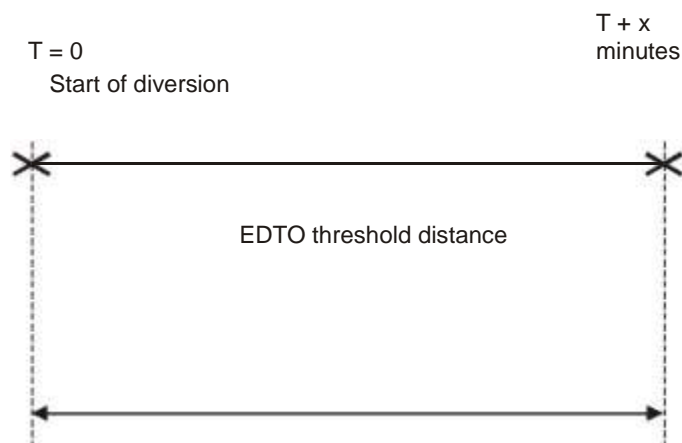 T = 0
Start of diversion
T + x
minutes
EDTO threshold distance